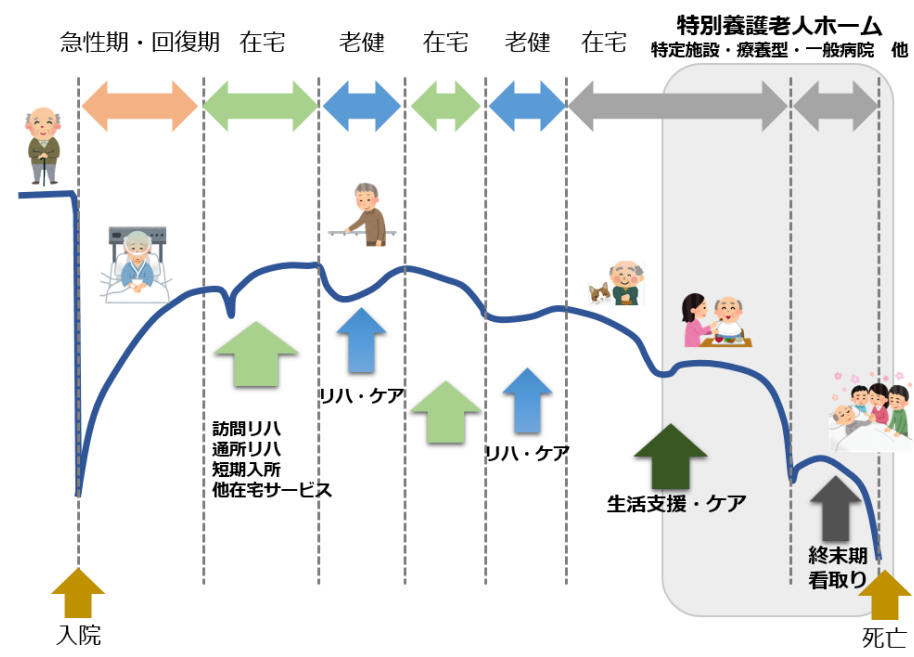 特別養護老人ホーム
急性期・回復期
在宅
老健
在宅
老健
在宅
特定施設・療養型・一般病院　他
リハ・ケア
訪問リハ
通所リハ
短期入所
他在宅サービス
リハ・ケア
生活支援・ケア
終末期
看取り
入院
死亡